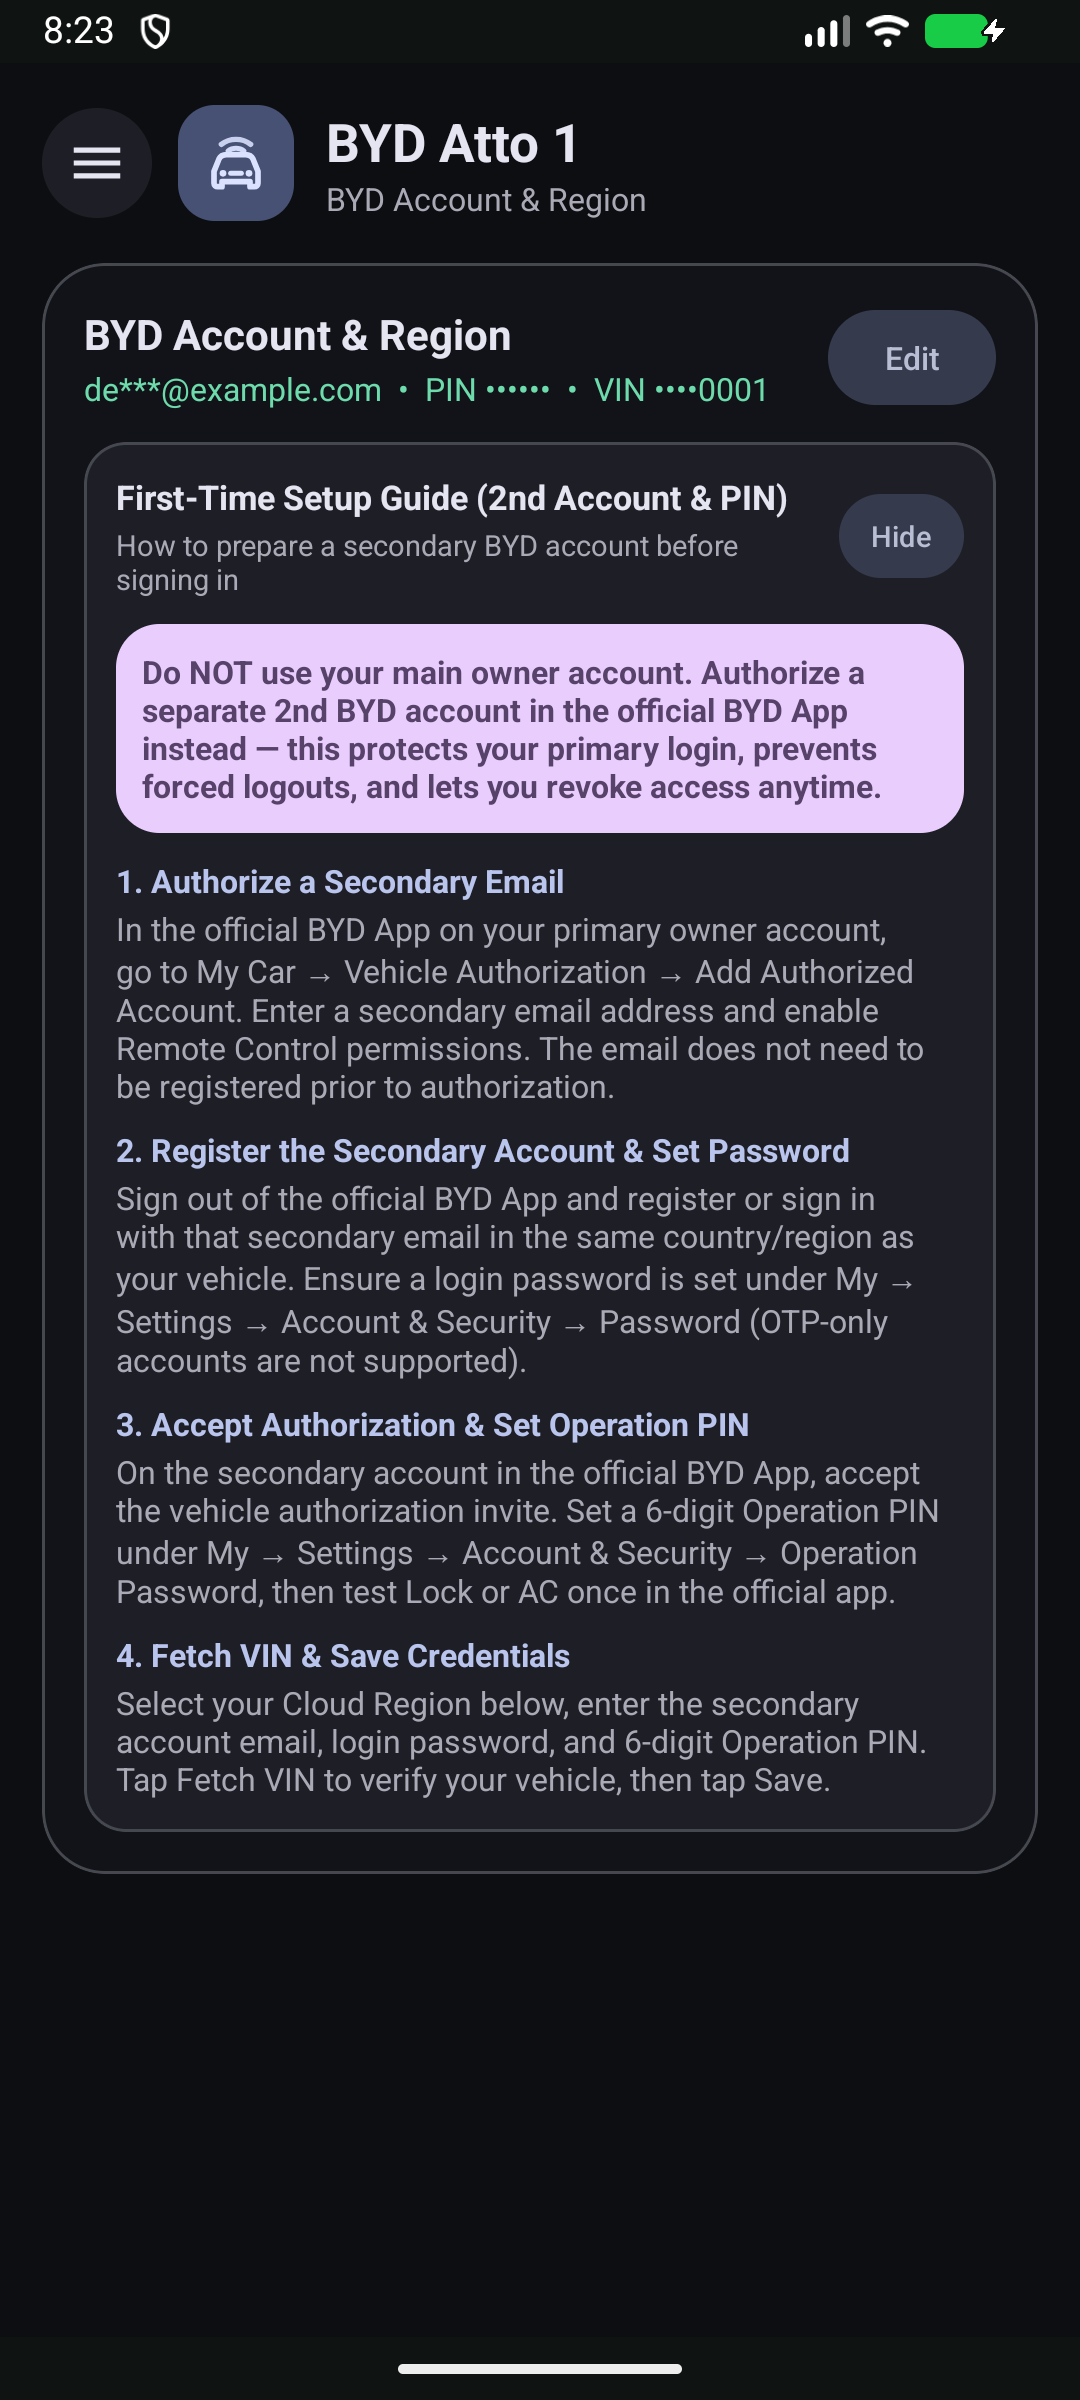 8:23
BYD Atto 1
BYD Account & Region
BYD Account & Region
Edit
de***@example.com • PIN •••••• • VIN ••••0001
First-Time Setup Guide (2nd Account & PIN)
How to prepare a secondary BYD account before
signing in
Hide
Do NOT use your main owner account. Authorize a
separate 2nd BYD account in the official BYD App
instead — this protects your primary login, prevents
forced logouts, and lets you revoke access anytime.
1. Authorize a Secondary Email
In the official BYD App on your primary owner account,
go to My Car → Vehicle Authorization → Add Authorized
Account. Enter a secondary email address and enable
Remote Control permissions. The email does not need to
be registered prior to authorization.
2. Register the Secondary Account & Set Password
Sign out of the official BYD App and register or sign in
with that secondary email in the same country/region as
your vehicle. Ensure a login password is set under My →
Settings → Account & Security → Password (OTP-only
accounts are not supported).
3. Accept Authorization & Set Operation PIN
On the secondary account in the official BYD App, accept
the vehicle authorization invite. Set a 6-digit Operation PIN
under My → Settings → Account & Security → Operation
Password, then test Lock or AC once in the official app.
4. Fetch VIN & Save Credentials
Select your Cloud Region below, enter the secondary
account email, login password, and 6-digit Operation PIN.
Tap Fetch VIN to verify your vehicle, then tap Save.